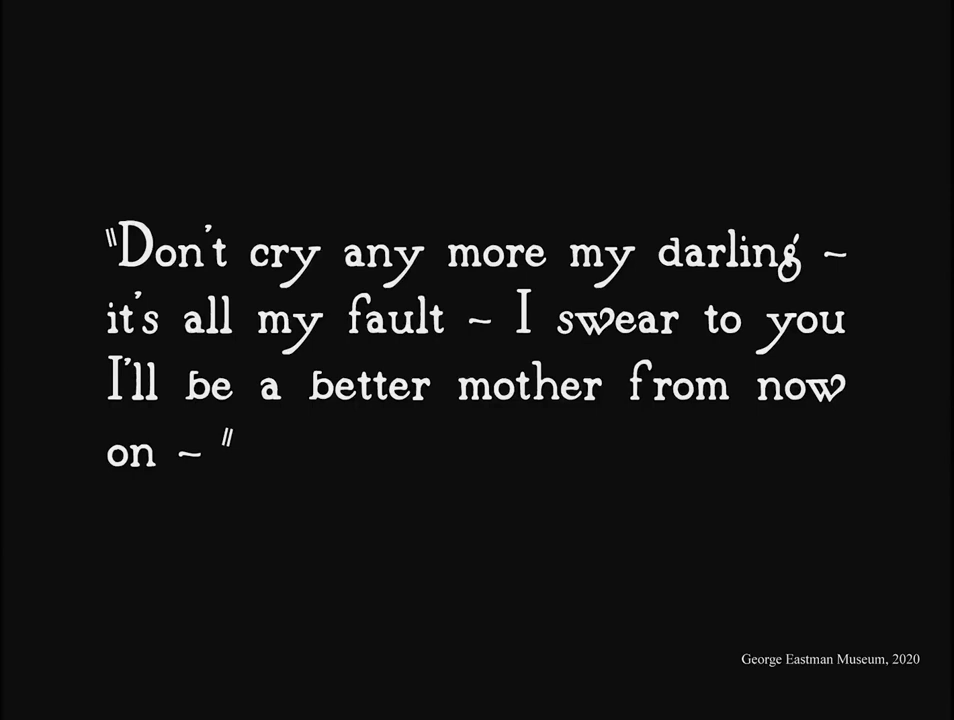 "Don't cry any more my darling ~
it's all my fault ~ I swear to you
I'll be a better mother from now
on ~ "
George Eastman Museum, 2020